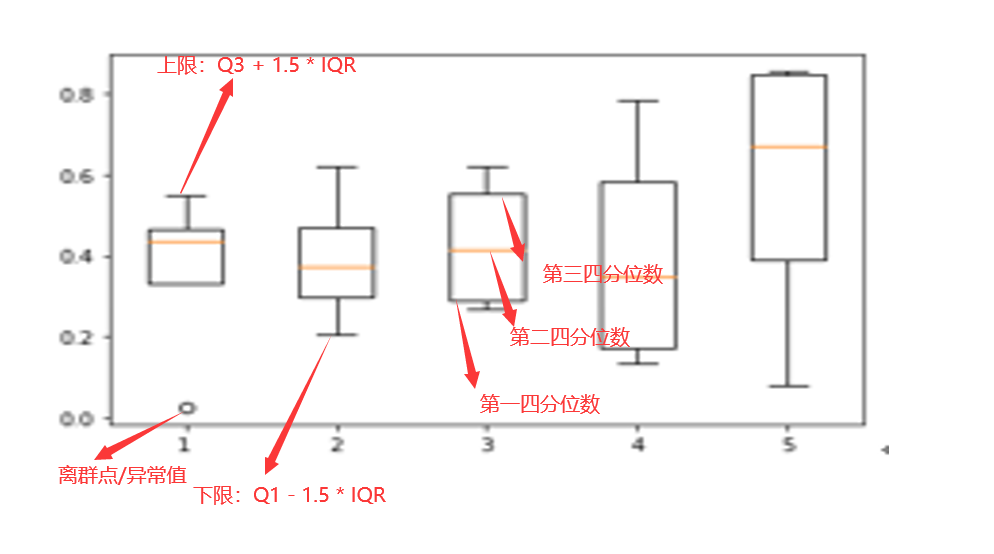 上限：Q3 + 1.5 * IQR
0.8
0.6
0.4
第三四分位数
0.2
第二四分位数
第一四分位数
0.0
1 2 3 4 5
离群点/异常值
下限：Q1 - 1.5 * IQR